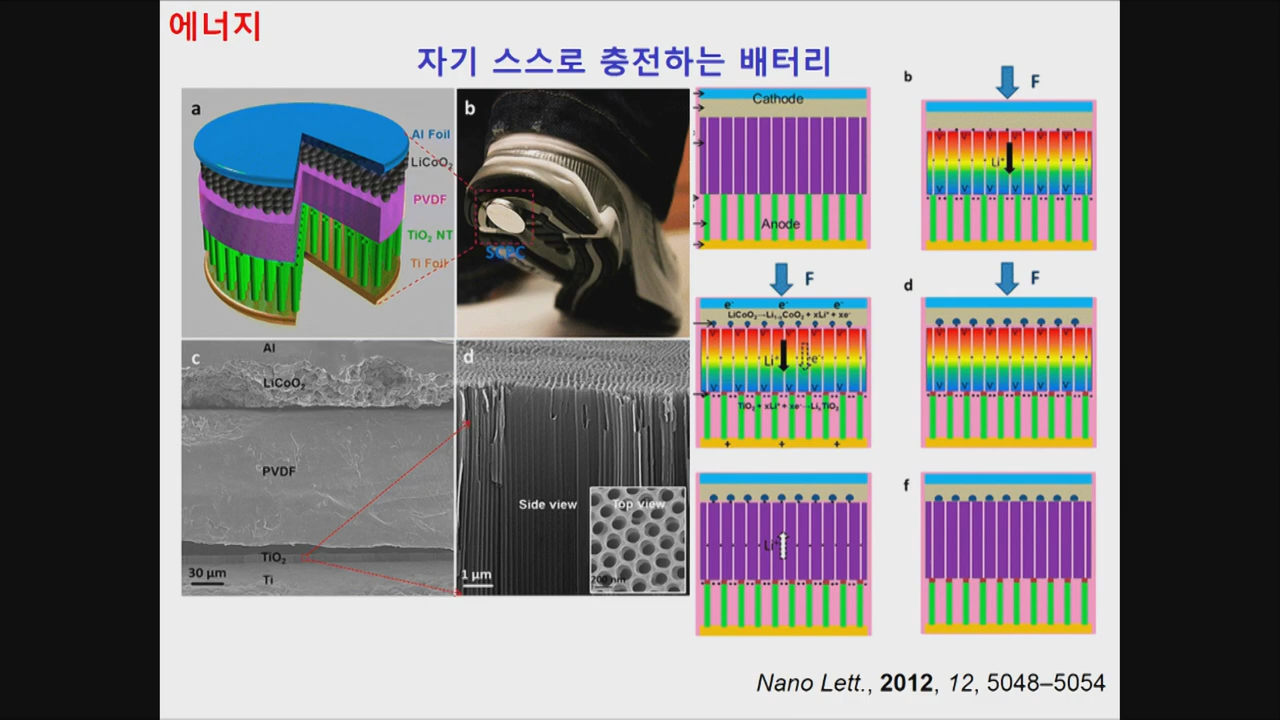 에너지
자기 스스로 충전하는 배터리
a
Al Foil
LiCoO₂
PVDF
TiO₂ NT
Ti Foil
b
SCPC
c
Al
LiCoO₂
PVDF
TiO₂
Ti
30 μm
d
Side view
Top view
1 μm
200 nm
Cathode
Anode
b
F
Li⁺
F
e⁻ e⁻ e⁻
LiCoO₂→Li₁₋ₓCoO₂ + xLi⁺ + xe⁻
Li⁺ e⁻
TiO₂ + xLi⁺ + xe⁻→LiₓTiO₂
+ + +
d
F
Li⁺
f
Nano Lett., 2012, 12, 5048–5054